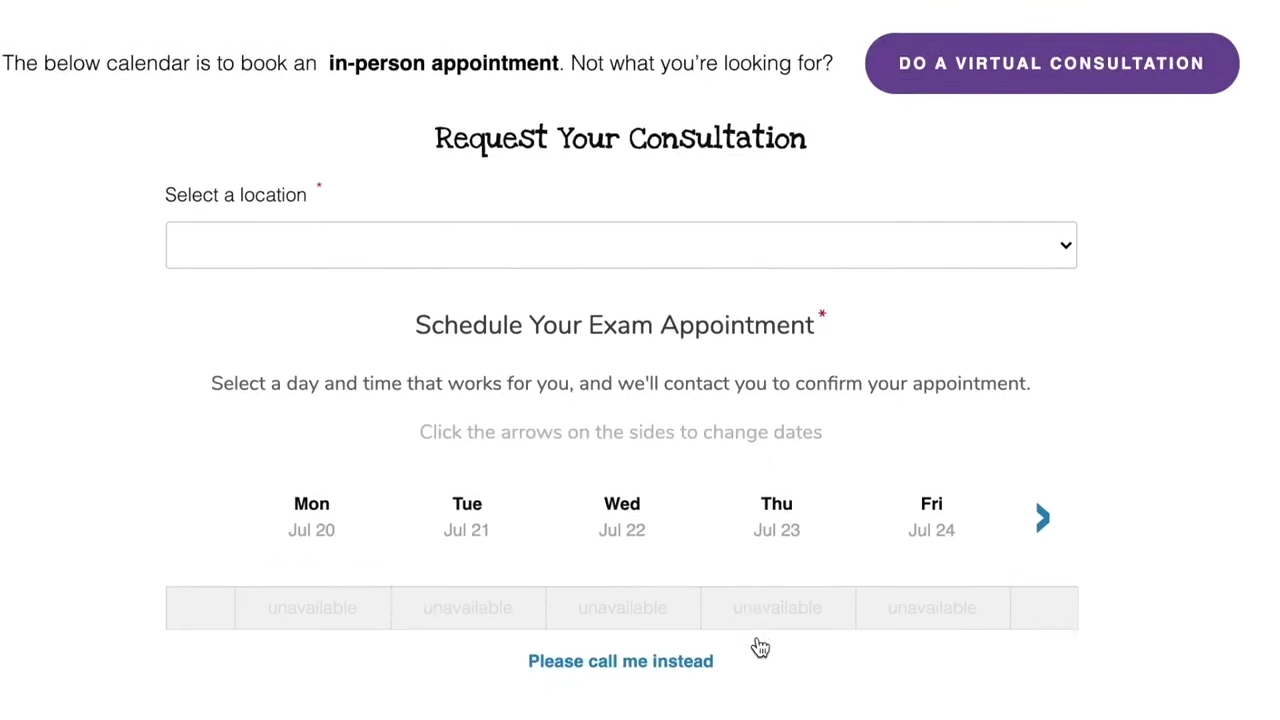 The below calendar is to book an in-person appointment. Not what you're looking for? DO A VIRTUAL CONSULTATION
Request Your Consultation
Select a location *
Schedule Your Exam Appointment *
Select a day and time that works for you, and we'll contact you to confirm your appointment.
Click the arrows on the sides to change dates
Mon Tue Wed Thu Fri
Jul 20 Jul 21 Jul 22 Jul 23 Jul 24
unavailable unavailable unavailable unavailable unavailable
Please call me instead